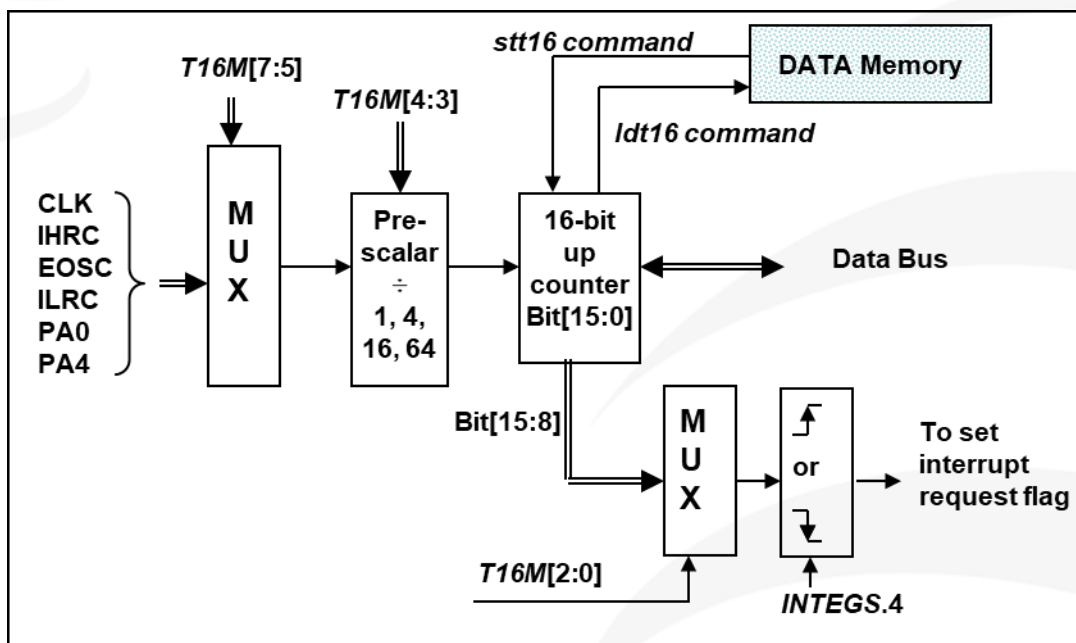 stt16 command
DATA Memory
T16M[7:5]
T16M[4:3]
ldt16 command
CLK
IHRC
EOSC
ILRC
PA0
PA4
M
U
X
Pre-
scalar
÷
1, 4,
16, 64
16-bit
up
counter
Bit[15:0]
Data Bus
Bit[15:8]
M
U
X
or
To set
interrupt
request flag
T16M[2:0]
INTEGS.4